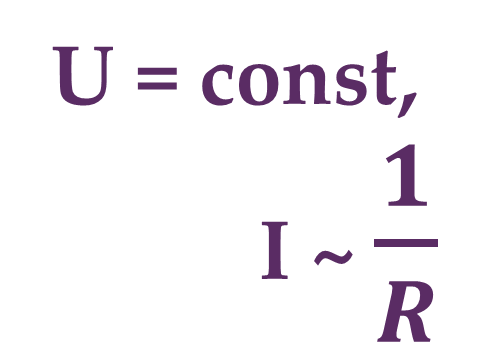 U = const,
I ~ 1/R